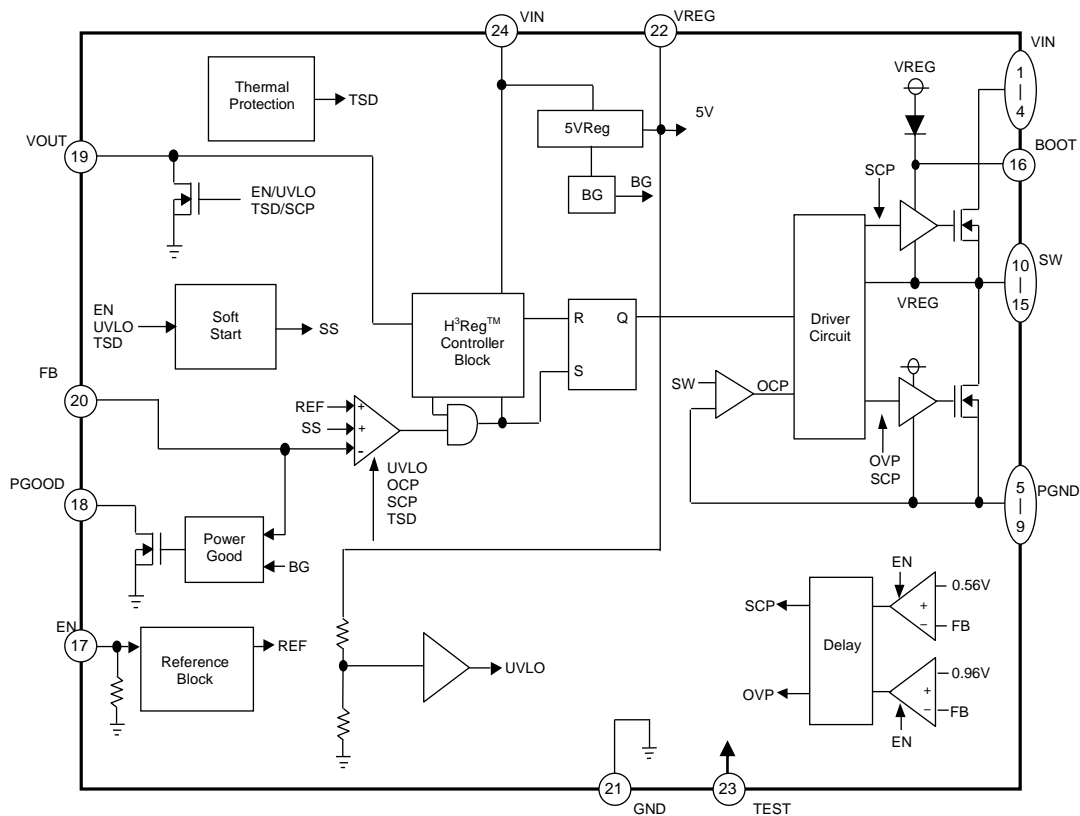 VIN
24
VREG
22
VIN
1
4
Thermal
Protection
TSD
VREG
5VReg
5V
VOUT
19
BOOT
16
EN/UVLO
TSD/SCP
BG
BG
SCP
SW
10
15
VREG
EN
UVLO
TSD
Soft
Start
SS
H³Reg™
Controller
Block
R
Q
S
Driver
Circuit
FB
20
REF
SS
+
+
-
SW
OCP
UVLO
OCP
SCP
TSD
OVP
SCP
PGOOD
18
PGND
5
9
Power
Good
BG
EN
0.56V
+
−
FB
SCP
Delay
EN
17
Reference
Block
REF
UVLO
0.96V
+
−
FB
OVP
EN
21
GND
23
TEST